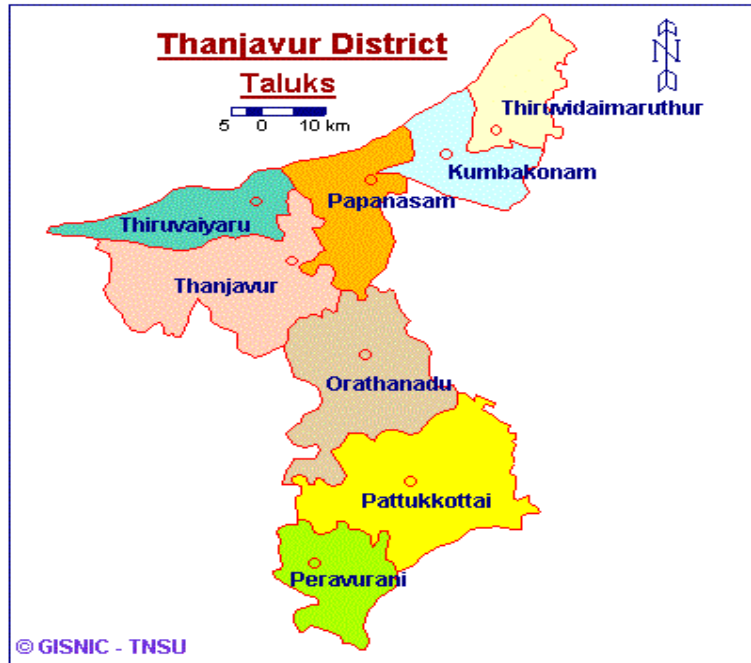 Thanjavur District
Taluks
5 0 10 km
N
Thiruvidaimaruthur
Kumbakonam
Papanasam
Thiruvaiyaru
Thanjavur
Orathanadu
Pattukkottai
Peravurani
© GISNIC - TNSU